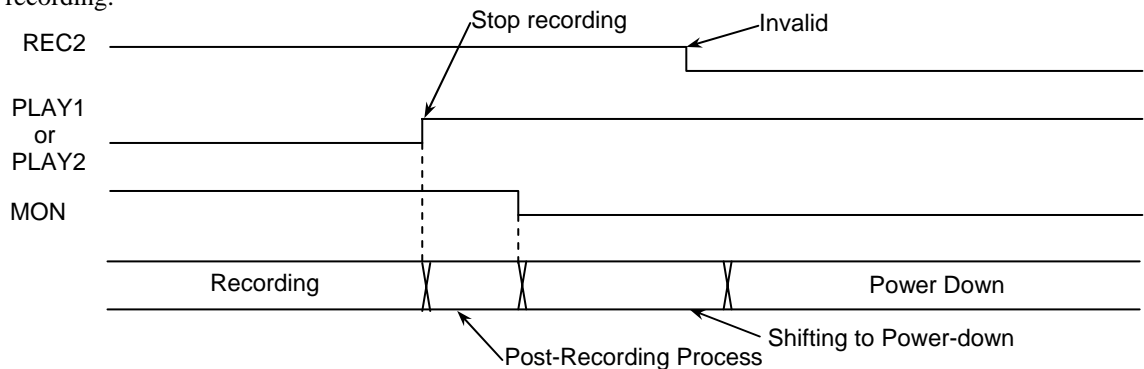 recording.
Stop recording
Invalid
REC2
PLAY1
or
PLAY2
MON
Recording
Power Down
Shifting to Power-down
Post-Recording Process